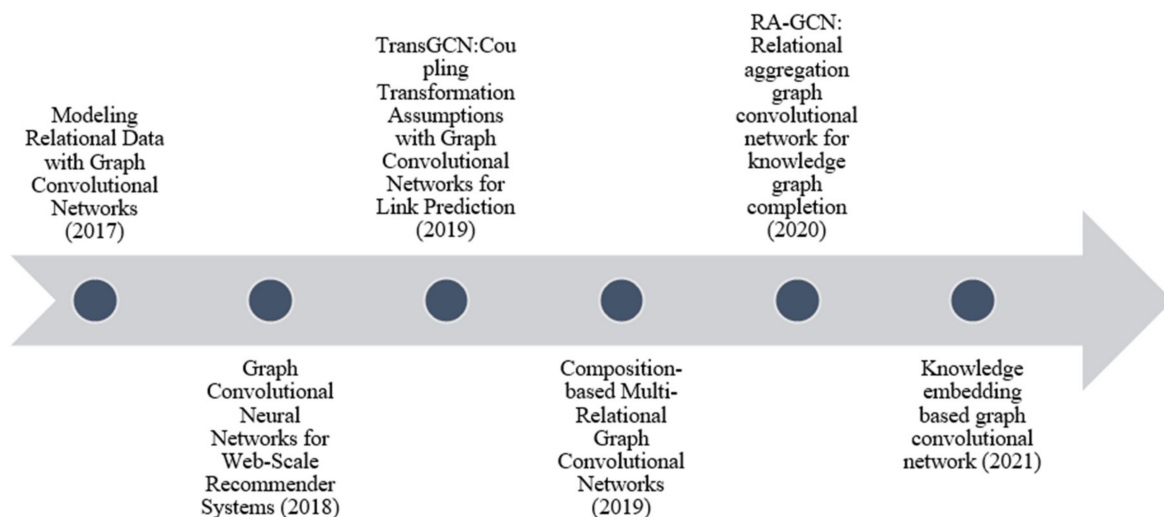 Modeling
Relational Data
with Graph
Convolutional
Networks
(2017)
Graph
Convolutional
Neural
Networks for
Web-Scale
Recommender
Systems (2018)
TransGCN:Cou
pling
Transformation
Assumptions
with Graph
Convolutional
Networks for
Link Prediction
(2019)
Composition-
based Multi-
Relational
Graph
Convolutional
Networks
(2019)
RA-GCN:
Relational
aggregation
graph
convolutional
network for
knowledge
graph
completion
(2020)
Knowledge
embedding
based graph
convolutional
network (2021)